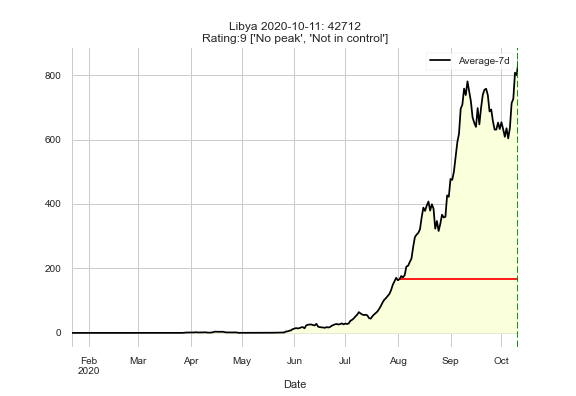 Libya 2020-10-11: 42712
Rating:9 ['No peak', 'Not in control']
Average-7d
800
600
400
200
0
Feb Mar Apr May Jun Jul Aug Sep Oct
2020
Date